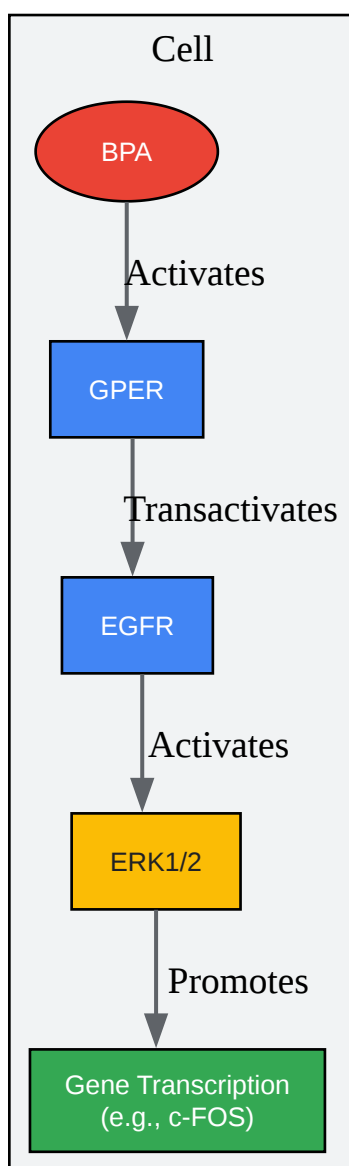 Cell
BPA
Activates
GPER
Transactivates
EGFR
Activates
ERK1/2
Promotes
Gene Transcription
(e.g., c-FOS)